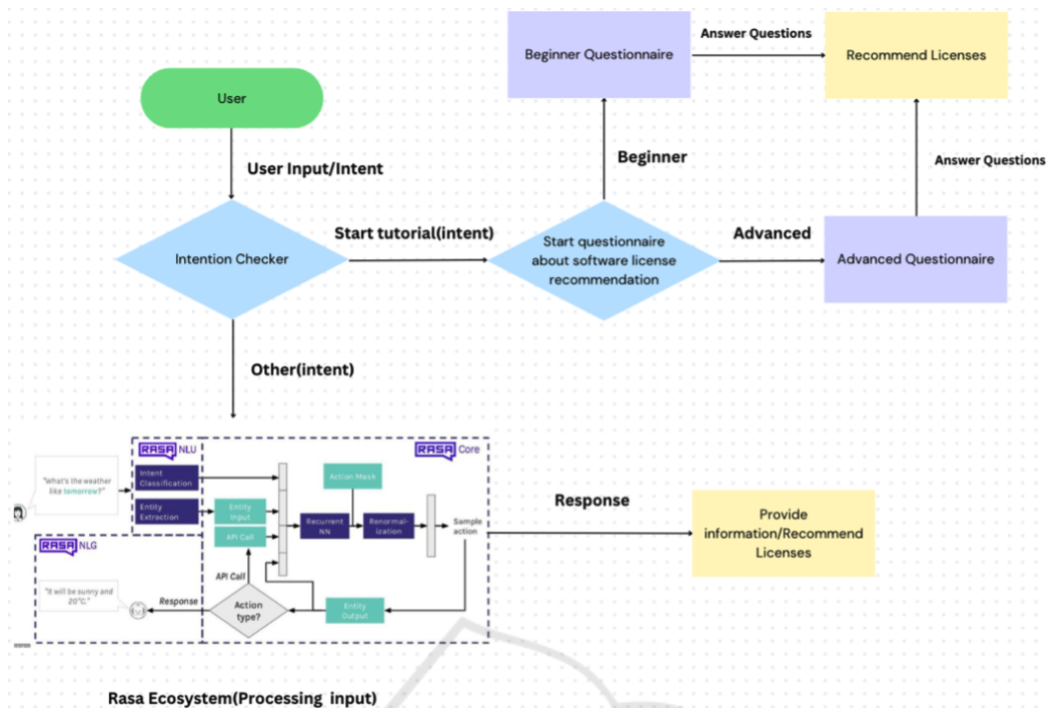 Beginner Questionnaire
Answer Questions
Recommend Licenses
User
User Input/Intent
Beginner
Answer Questions
Intention Checker
Start tutorial(intent)
Start questionnaire
about software license
recommendation
Advanced
Advanced Questionnaire
Other(intent)
RASA NLU
RASA Core
"What's the weather
like tomorrow?"
Intent
Classification
Entity
Extraction
Entity
Input
API Call
Action Mask
Recurrent
NN
Renormal-
ization
Sample
action
Response
Provide
information/Recommend
Licenses
RASA NLG
"It will be sunny and
20°C."
Response
API Call
Action
type?
Entity
Output
Rasa Ecosystem(Processing input)